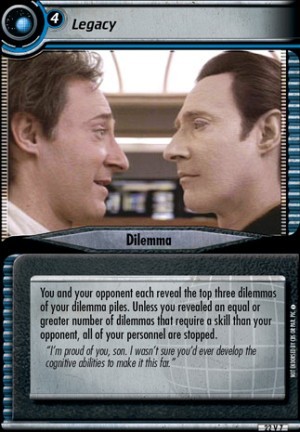 4 Legacy
Dilemma
You and your opponent each reveal the top three dilemmas
of your dilemma piles. Unless you revealed an equal or
greater number of dilemmas that require a skill than your
opponent, all of your personnel are stopped.
"I'm proud of you, son. I wasn't sure you'd ever develop the
cognitive abilities to make it this far."
22 V 7